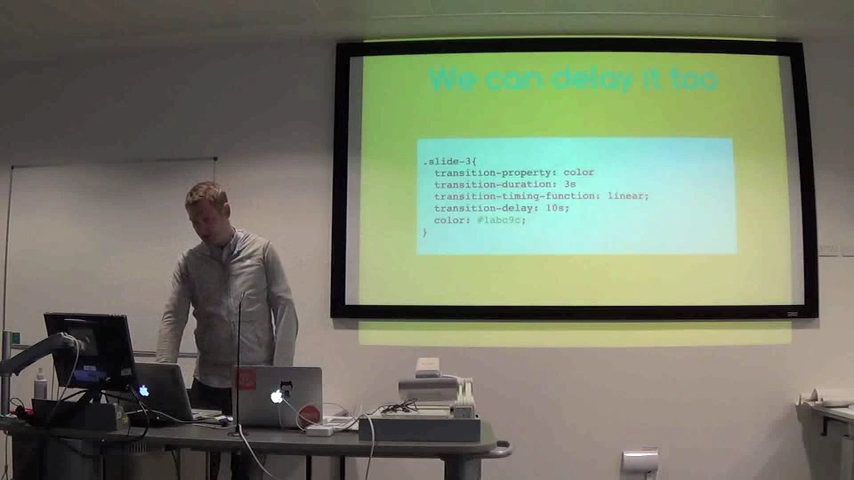 We can delay it too
.slide-3{
transition-property: color
transition-duration: 3s
transition-timing-function: linear;
transition-delay: 10s;
color: #1abc9c;
}